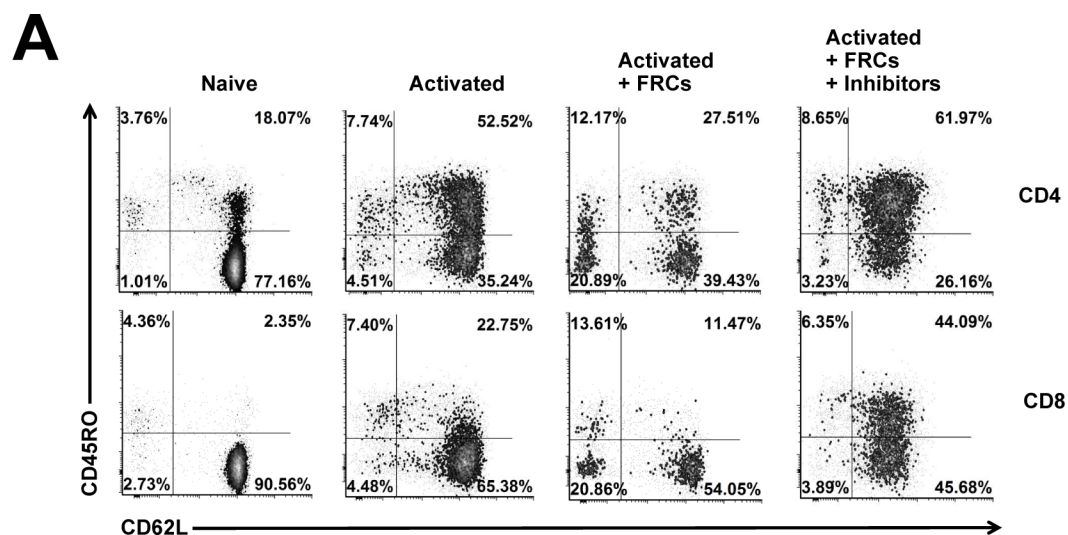 A
Naive
Activated
Activated
+ FRCs
Activated
+ FRCs
+ Inhibitors
3.76% 18.07%
7.74% 52.52%
12.17% 27.51%
8.65% 61.97%
CD4
1.01% 77.16%
4.51% 35.24%
20.89% 39.43%
3.23% 26.16%
4.36% 2.35%
7.40% 22.75%
13.61% 11.47%
6.35% 44.09%
CD8
2.73% 90.56%
4.48% 65.38%
20.86% 54.05%
3.89% 45.68%
CD45RO
CD62L